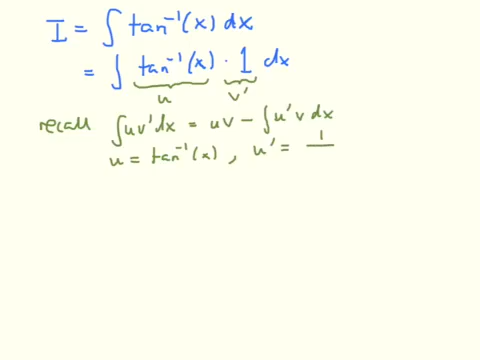 I = ∫ tan⁻¹(x) dx
= ∫ tan⁻¹(x) · 1 dx
u v'
recall ∫uv'dx = uv − ∫u'v dx
u = tan⁻¹(x) , u' = 1/